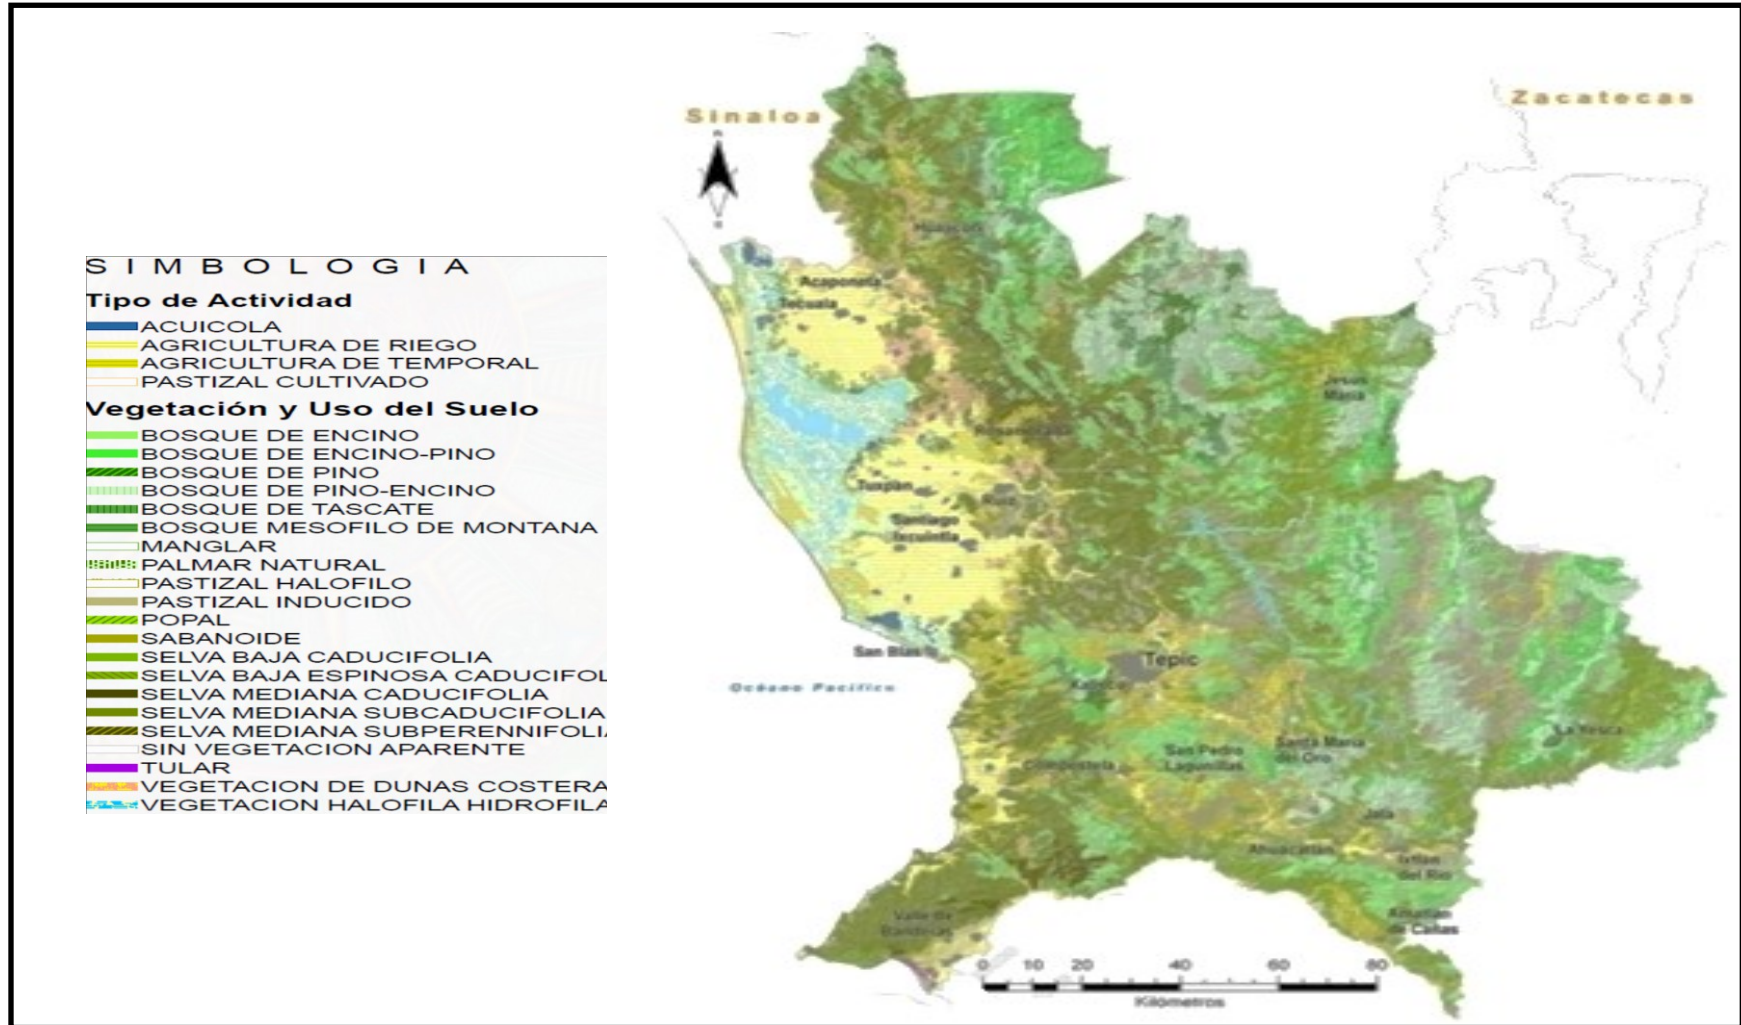 S I M B O L O G I A
Tipo de Actividad
ACUICOLA
AGRICULTURA DE RIEGO
AGRICULTURA DE TEMPORAL
PASTIZAL CULTIVADO
Vegetación y Uso del Suelo
BOSQUE DE ENCINO
BOSQUE DE ENCINO-PINO
BOSQUE DE PINO
BOSQUE DE PINO-ENCINO
BOSQUE DE TASCATE
BOSQUE MESOFILO DE MONTANA
MANGLAR
PALMAR NATURAL
PASTIZAL HALOFILO
PASTIZAL INDUCIDO
POPAL
SABANOIDE
SELVA BAJA CADUCIFOLIA
SELVA BAJA ESPINOSA CADUCIFOL
SELVA MEDIANA CADUCIFOLIA
SELVA MEDIANA SUBCADUCIFOLIA
SELVA MEDIANA SUBPERENNIFOLI
SIN VEGETACION APARENTE
TULAR
VEGETACION DE DUNAS COSTERA
VEGETACION HALOFILA HIDROFILA
Sinaloa
Zacatecas
Acaponeta
Tecuala
Jesus
Maria
Tuxpan
Ruiz
Santiago
Ixcuintla
San Blas
Tepic
Océano Pacífico
Xalisco
La Yesca
San Pedro
Lagunillas
Santa Maria
del Oro
Compostela
Jala
Ahuacatlan
Ixtlan
del Rio
Amatlan
de Cañas
Valle de
Banderas
0 10 20 40 60 80
Kilómetros